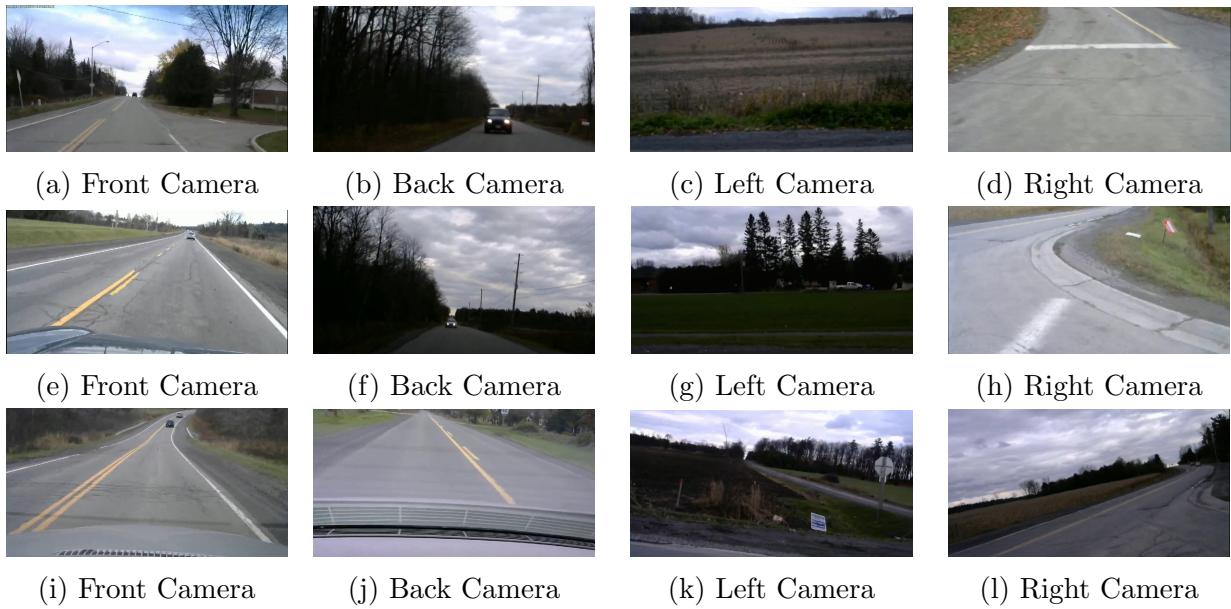 (a) Front Camera
(b) Back Camera
(c) Left Camera
(d) Right Camera
(e) Front Camera
(f) Back Camera
(g) Left Camera
(h) Right Camera
(i) Front Camera
(j) Back Camera
(k) Left Camera
(l) Right Camera